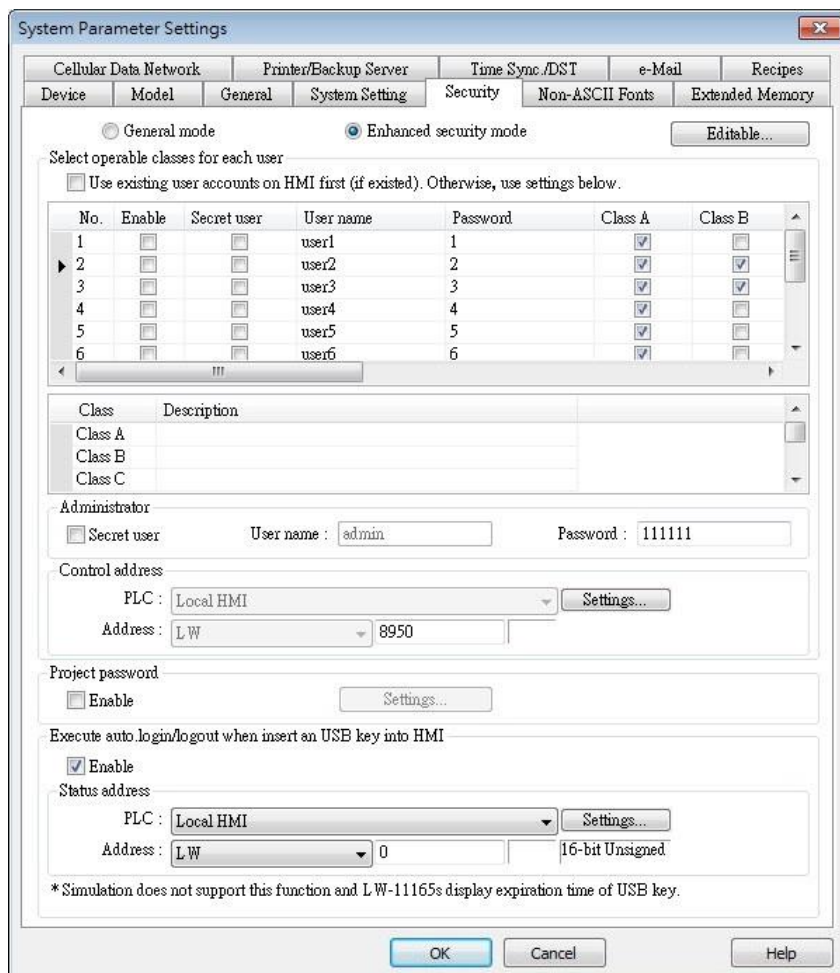 System Parameter Settings
Cellular Data Network Printer/Backup Server Time Sync./DST e-Mail Recipes
Device Model General System Setting Security Non-ASCII Fonts Extended Memory
General mode Enhanced security mode Editable...
Select operable classes for each user
Use existing user accounts on HMI first (if existed). Otherwise, use settings below.
No. Enable Secret user User name Password Class A Class B
1 user1 1
2 user2 2
3 user3 3
4 user4 4
5 user5 5
6 user6 6
Class Description
Class A
Class B
Class C
Administrator
Secret user User name : admin Password : 111111
Control address
PLC : Local HMI Settings...
Address : LW 8950
Project password
Enable Settings...
Execute auto.login/logout when insert an USB key into HMI
Enable
Status address
PLC : Local HMI Settings...
Address : LW 0 16-bit Unsigned
* Simulation does not support this function and LW-11165s display expiration time of USB key.
OK Cancel Help